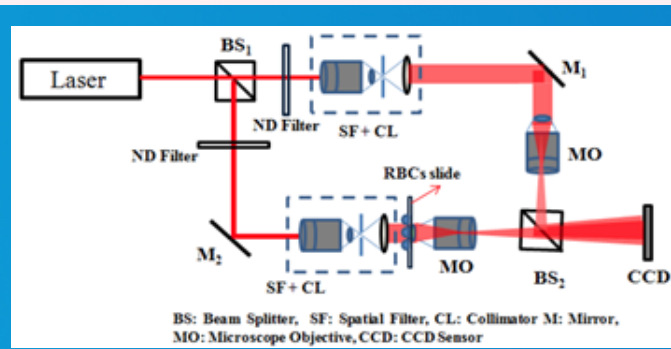 BS1
Laser
M1
ND Filter
SF+ CL
ND Filter
MO
RBCs slide
M2
MO
BS2
CCD
SF + CL
BS: Beam Splitter, SF: Spatial Filter, CL: Collimator M: Mirror,
MO: Microscope Objective, CCD: CCD Sensor